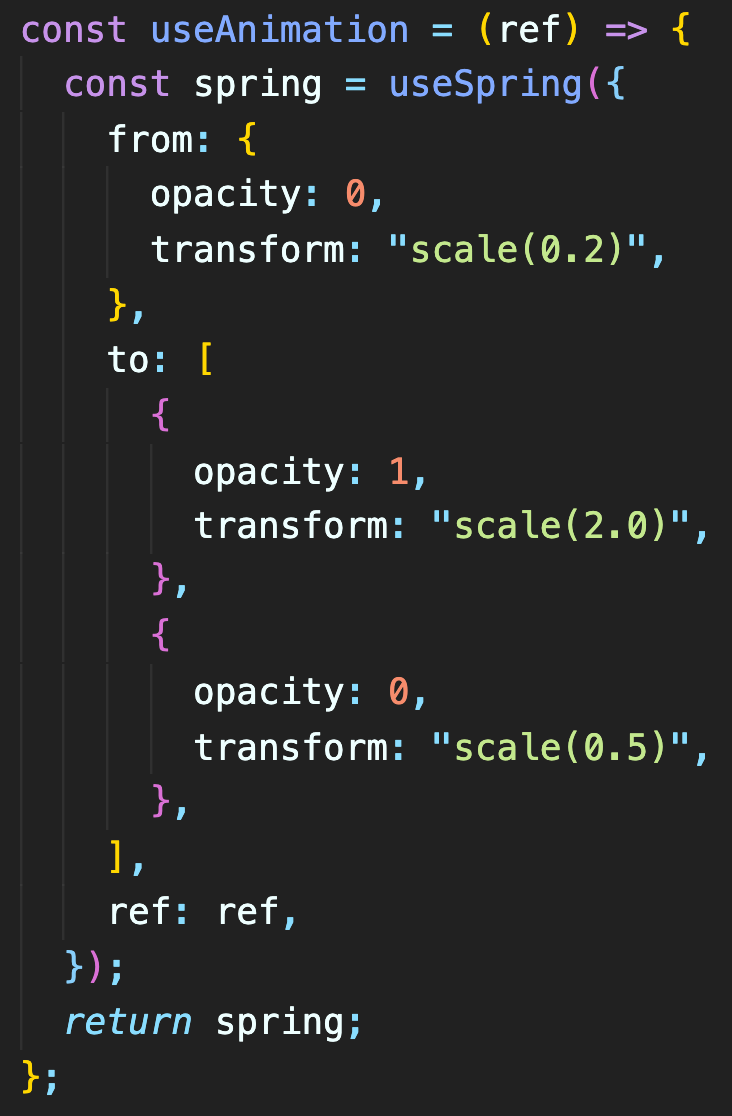 const useAnimation = (ref) => {
  const spring = useSpring({
    from: {
      opacity: 0,
      transform: "scale(0.2)",
    },
    to: [
      {
        opacity: 1,
        transform: "scale(2.0)",
      },
      {
        opacity: 0,
        transform: "scale(0.5)",
      },
    ],
    ref: ref,
  });
  return spring;
};